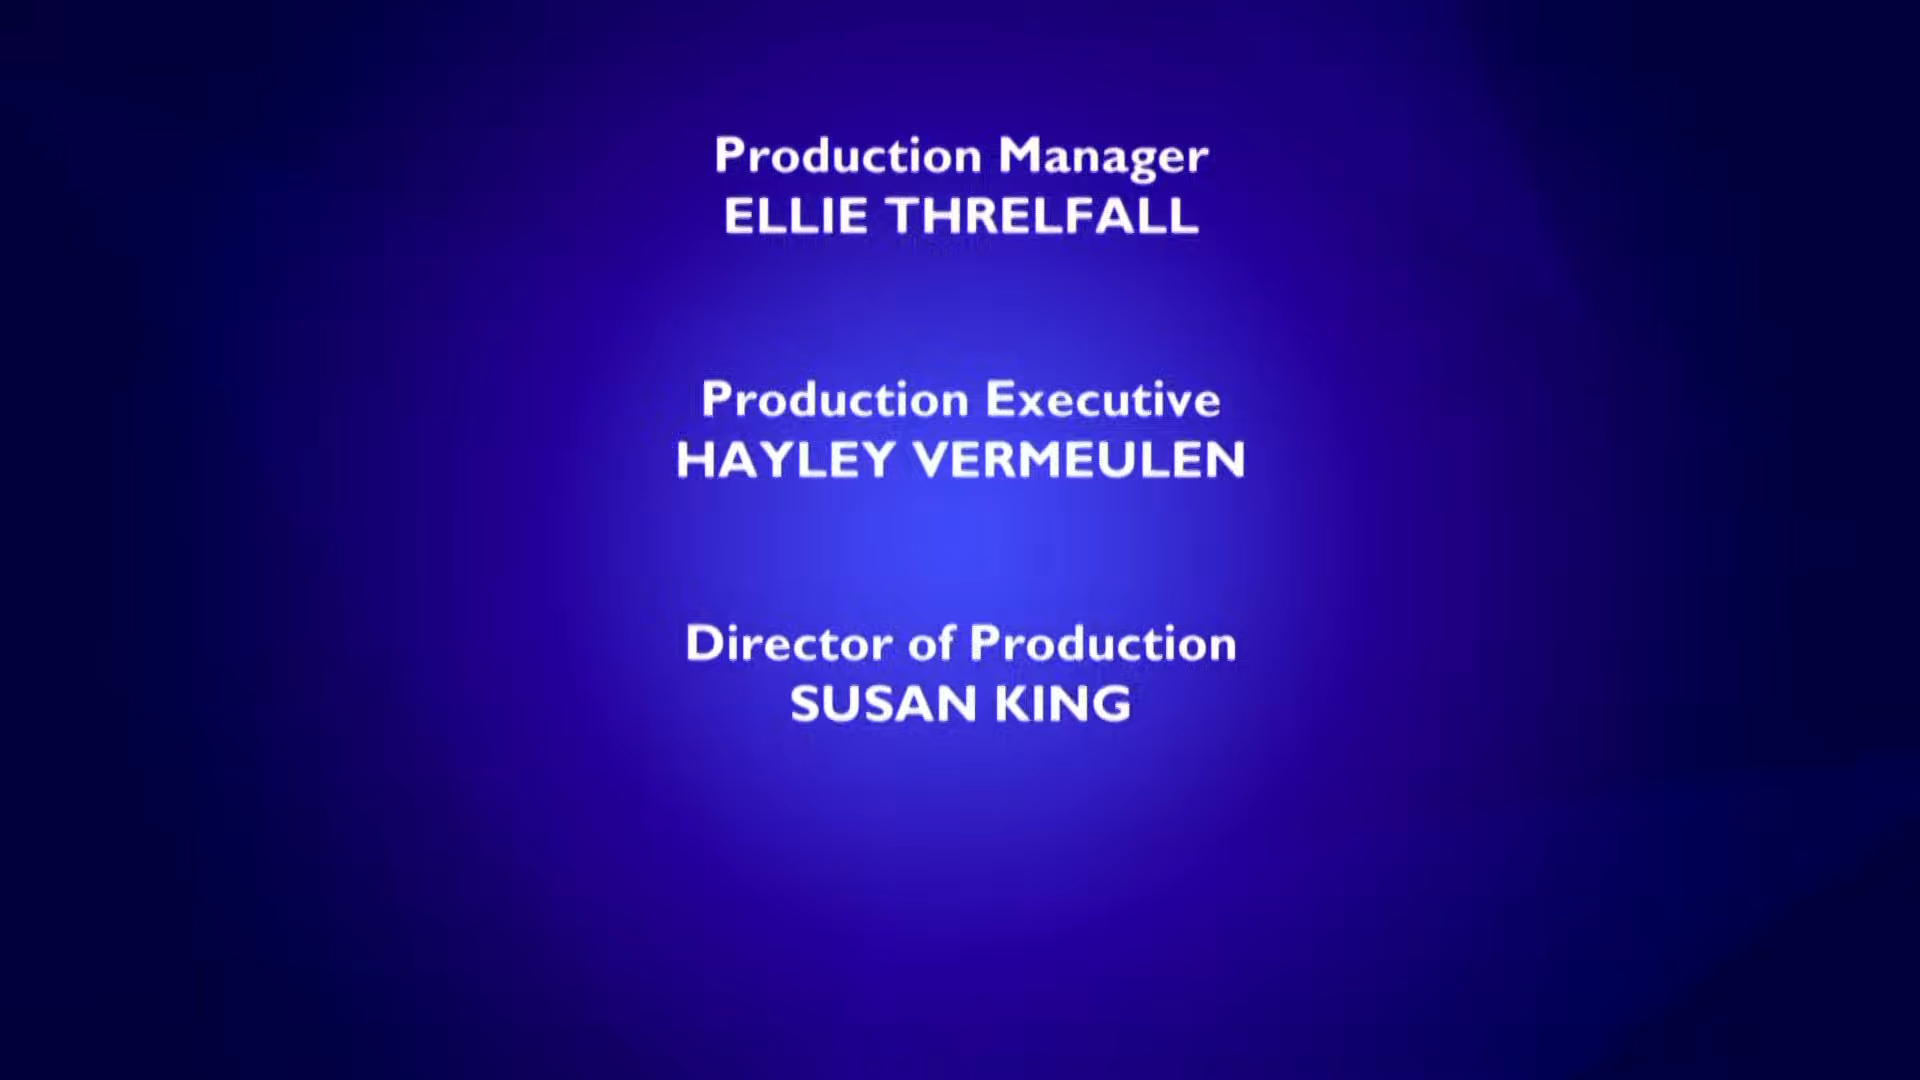 Production Manager
ELLIE THRELFALL
Production Executive
HAYLEY VERMEULEN
Director of Production
SUSAN KING